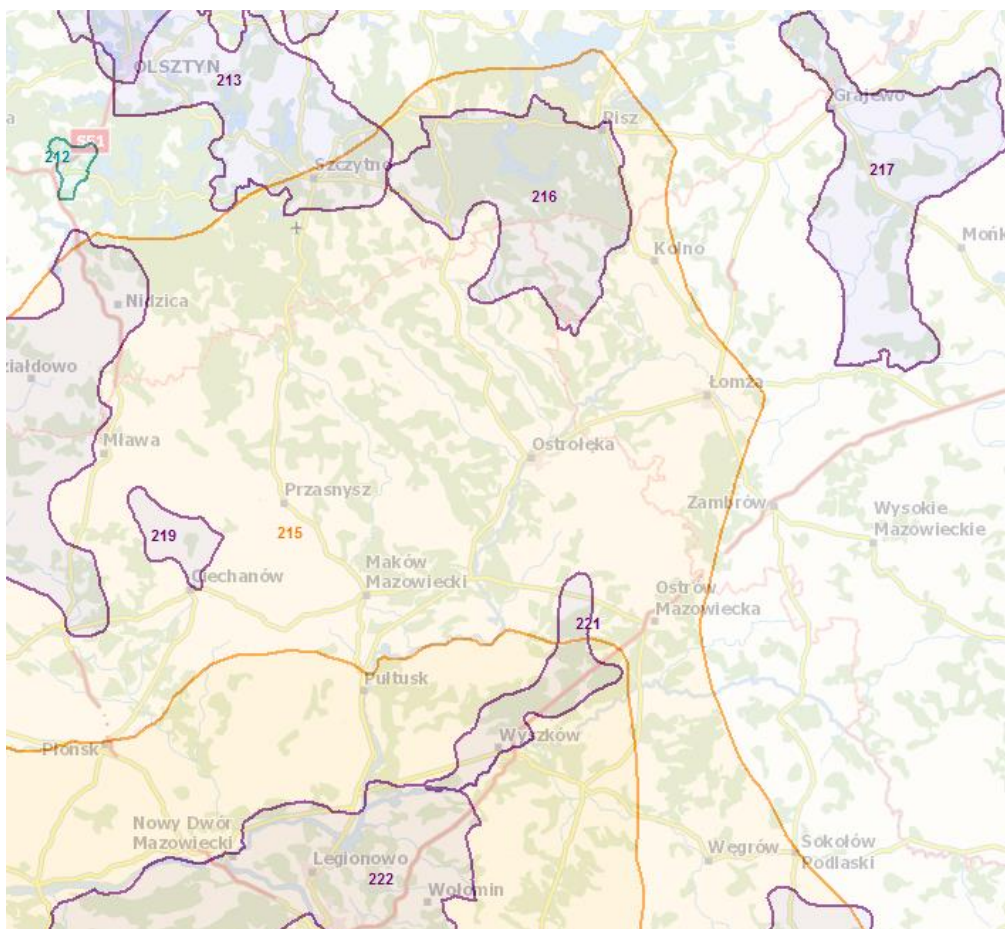 OLSZTYN
213
a
Grajewo
Pisz
S51
212
Szczytno
217
216
Mońk
Kolno
Nidzica
ziałdowo
Łomża
Mława
Ostrołęka
Przasnysz
Zambrów
Wysokie
Mazowieckie
219
215
Maków
Mazowiecki
Ciechanów
Ostrów
Mazowiecka
221
Pułtusk
Płońsk
Wyszków
Nowy Dwór
Mazowiecki
Legionowo
Węgrów
Sokołów
Podlaski
222
Wołomin